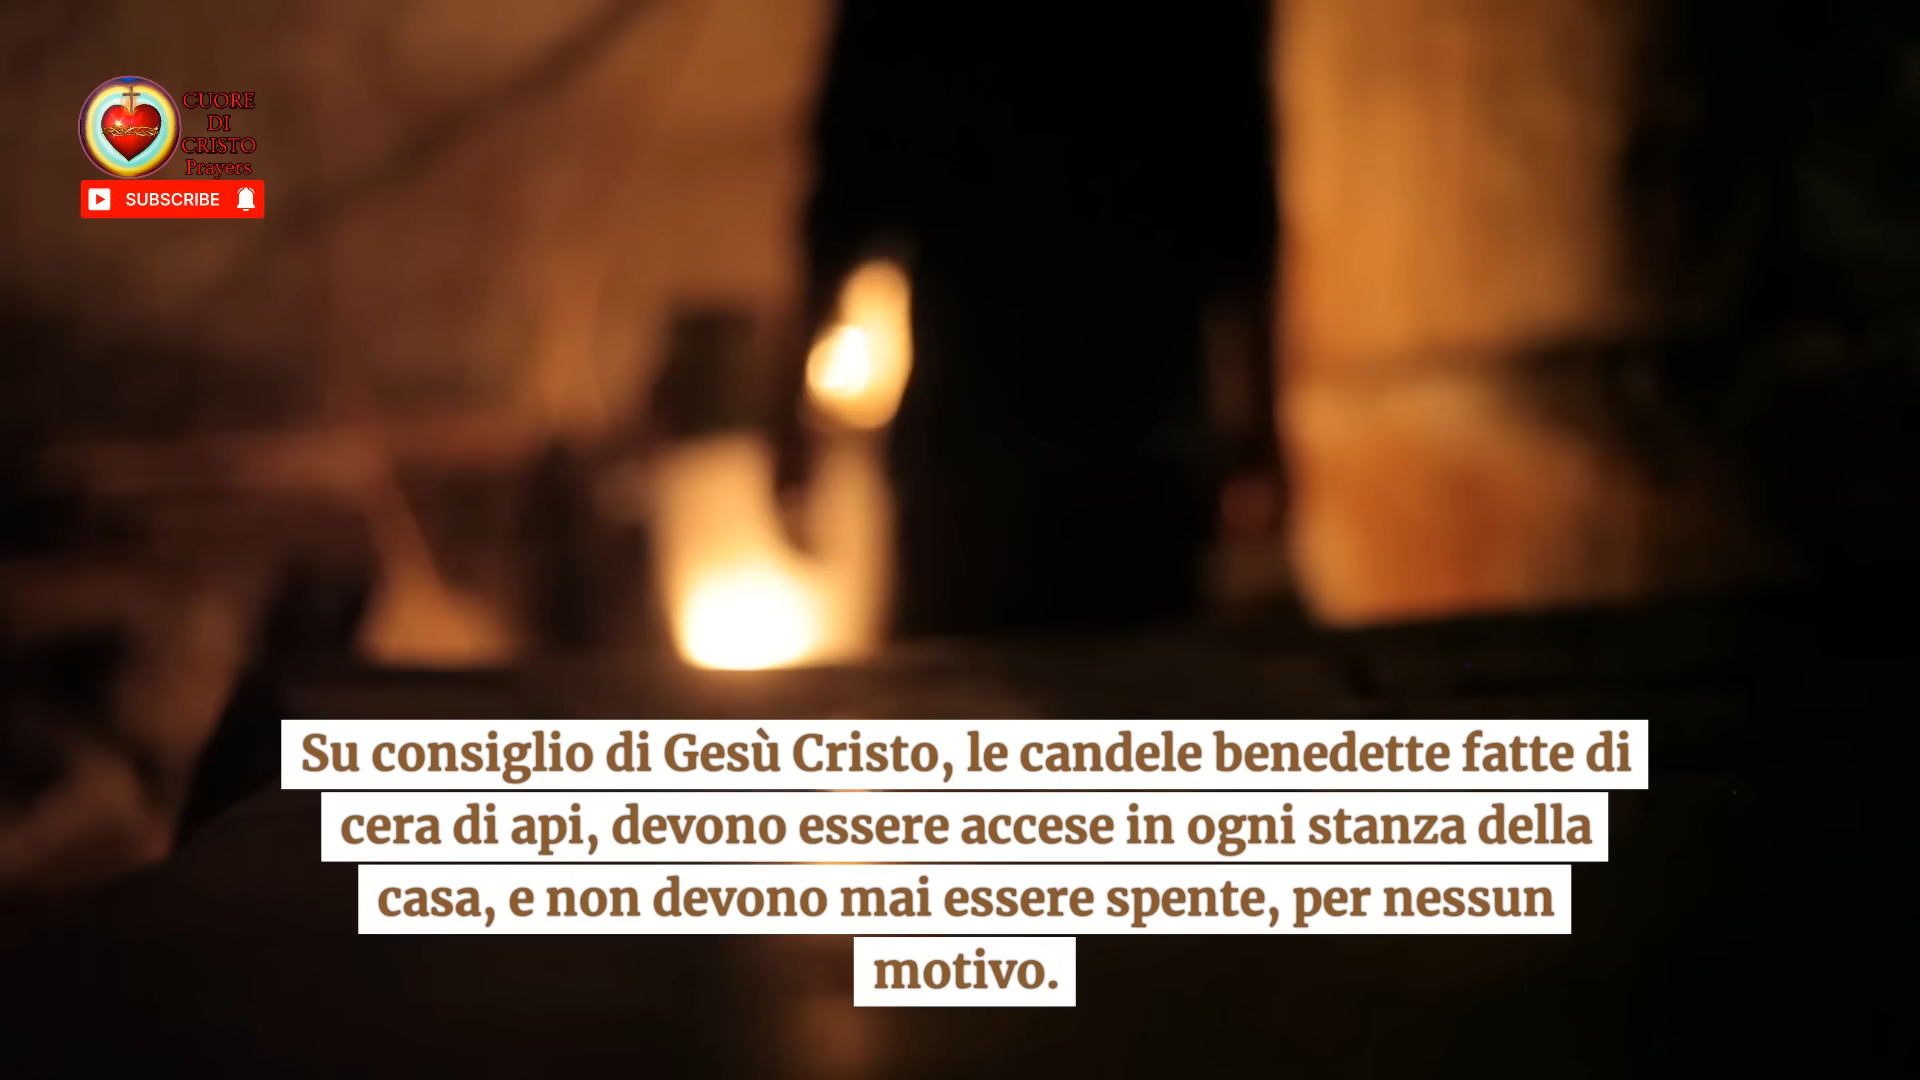 CUORE
DI
CRISTO
Prayers
SUBSCRIBE
Su consiglio di Gesù Cristo, le candele benedette fatte di
cera di api, devono essere accese in ogni stanza della
casa, e non devono mai essere spente, per nessun
motivo.